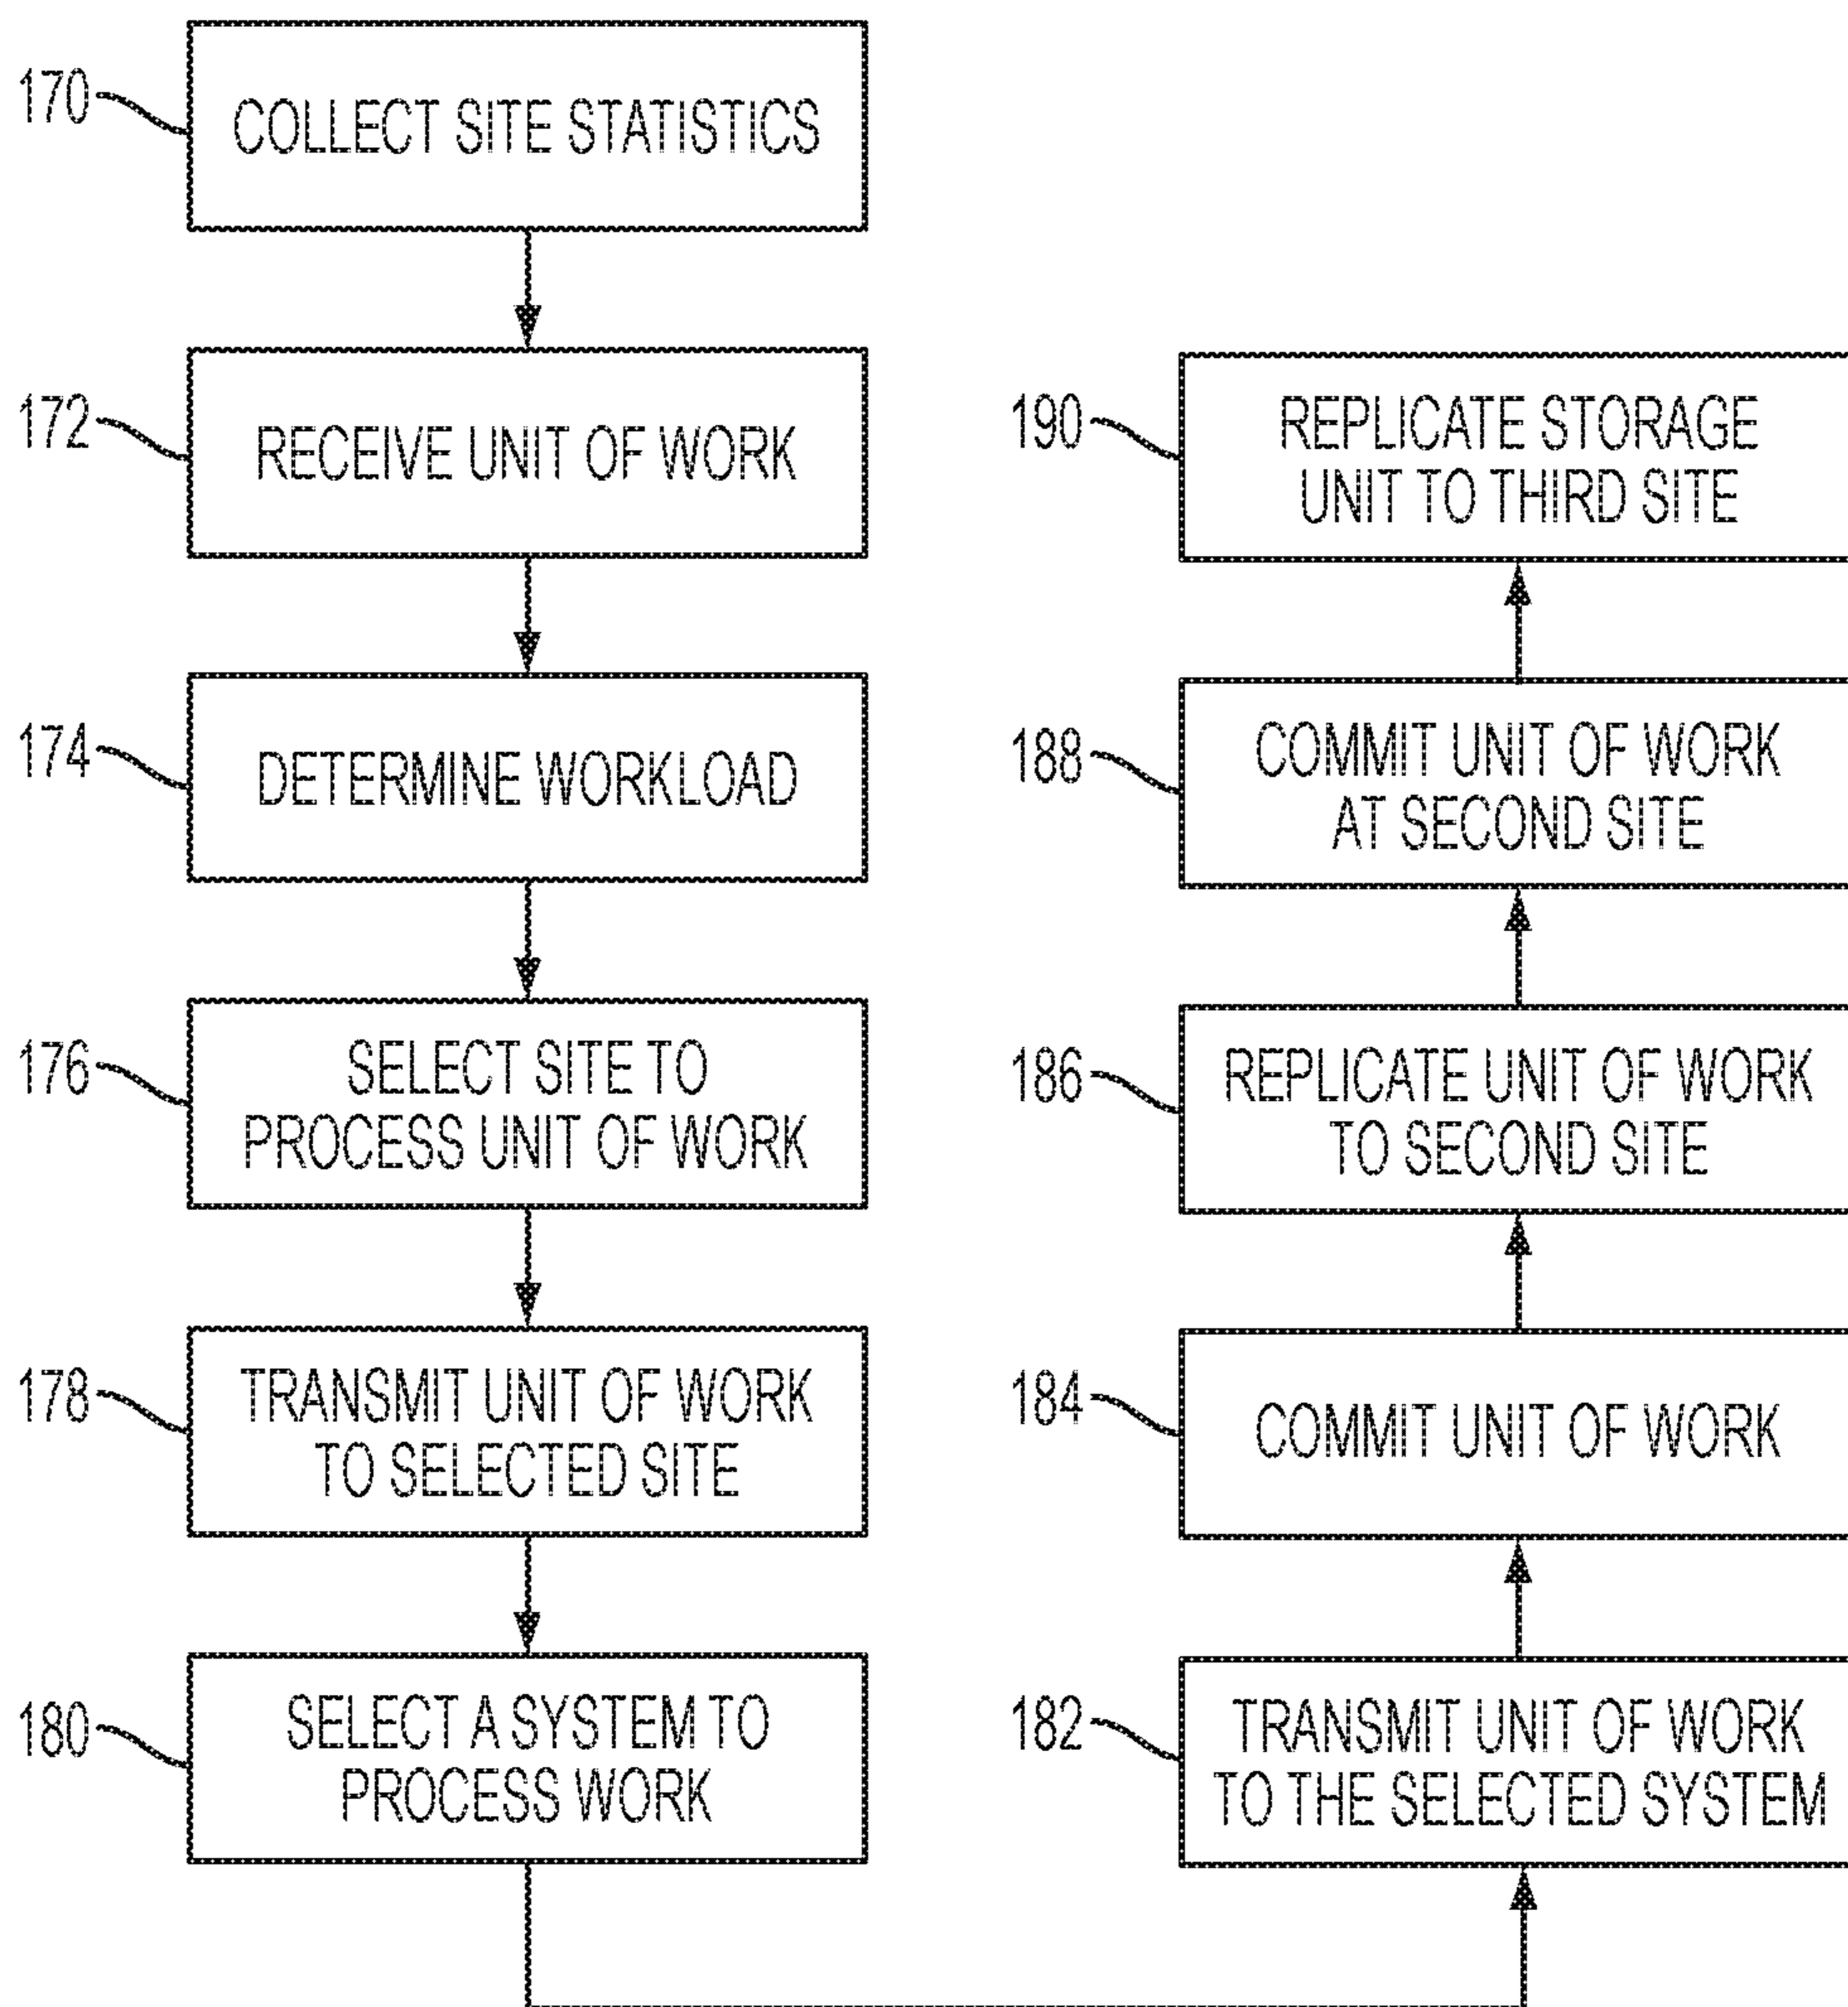 170
COLLECT SITE STATISTICS
172
RECEIVE UNIT OF WORK
174
DETERMINE WORKLOAD
176
SELECT SITE TO
PROCESS UNIT OF WORK
178
TRANSMIT UNIT OF WORK
TO SELECTED SITE
180
SELECT A SYSTEM TO
PROCESS WORK
182
TRANSMIT UNIT OF WORK
TO THE SELECTED SYSTEM
184
COMMIT UNIT OF WORK
186
REPLICATE UNIT OF WORK
TO SECOND SITE
188
COMMIT UNIT OF WORK
AT SECOND SITE
190
REPLICATE STORAGE
UNIT TO THIRD SITE